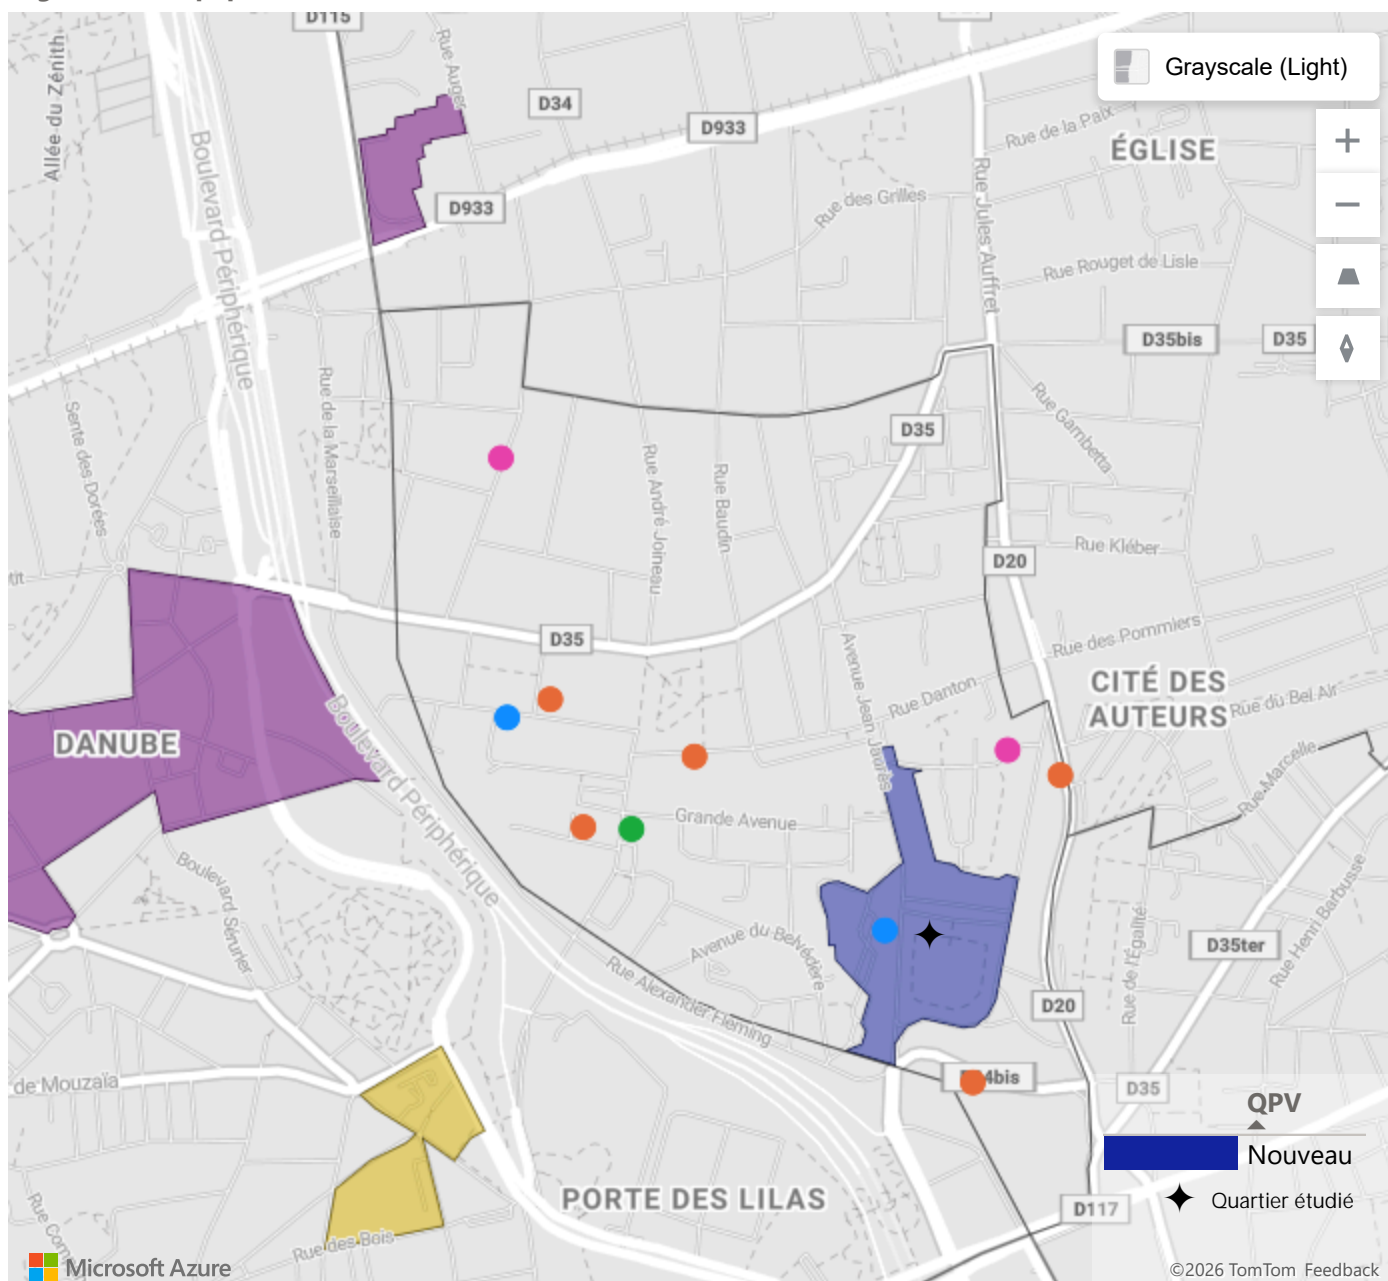 D115
Allée du Zénith
Rue Auger
D34
D933
Grayscale (Light)
Rue de la Paix
ÉGLISE
Boulevard Périphérique
D933
Rue des Grilles
Rue Jules Auffret
Rue Rouget de Lisle
D35bis
D35
Rue de la Marseillaise
Sente des Dorées
D35
Rue Gambetta
Rue André Joineau
Rue Baudin
Rue Kléber
D20
D35
Rue des Pommiers
Avenue Jean Jaurès
Rue Danton
CITÉ DES
AUTEURS
Rue du Bel Air
DANUBE
Boulevard Périphérique
Rue Marcelle
Grande Avenue
Boulevard Sérurier
Avenue du Belvédère
Rue Alexander Fleming
Rue de l'Égalité
D35ter
Rue Henri Barbusse
D20
de Mouzaïa
4bis
D35
QPV
Nouveau
Quartier étudié
PORTE DES LILAS
D117
Rue des Bois
Microsoft Azure
©2026 TomTom Feedback